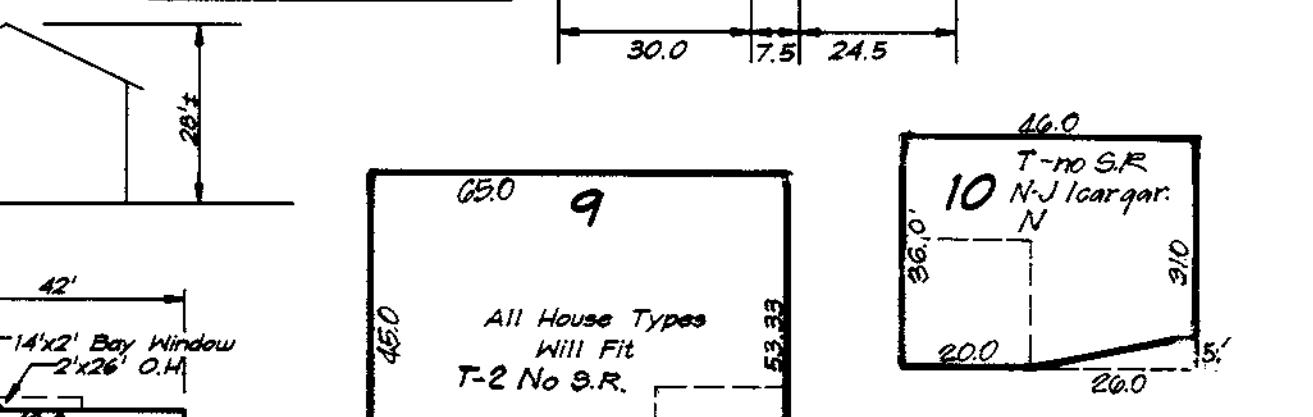 30.0 7.5 24.5
28'±
46.0
T-no S.R
10 N-J 1car gar.
N
36.0'
31.0
20.0
26.0
5.'
65.0 9
45.0
53.33
All House Types
Will Fit
T-2 No S.R.
42'
14'x2' Bay Window
2'x26' O.H.